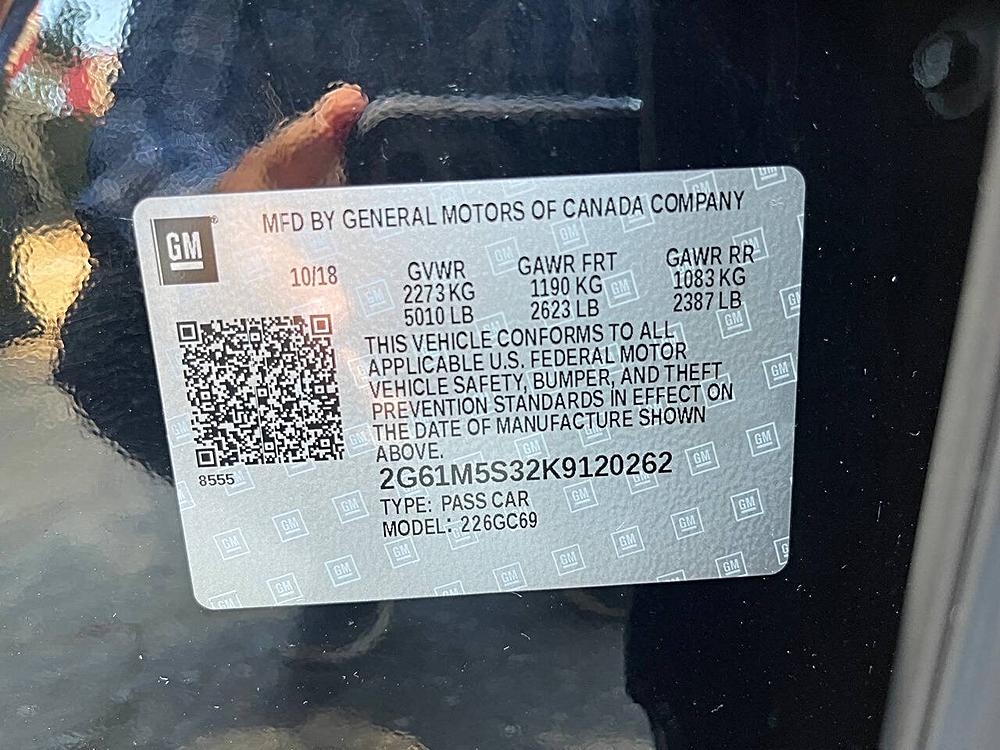 GM
MFD BY GENERAL MOTORS OF CANADA COMPANY
10/18
GVWR GAWR FRT GAWR RR
2273 KG 1190 KG 1083 KG
5010 LB 2623 LB 2387 LB
THIS VEHICLE CONFORMS TO ALL
APPLICABLE U.S. FEDERAL MOTOR
VEHICLE SAFETY, BUMPER, AND THEFT
PREVENTION STANDARDS IN EFFECT ON
THE DATE OF MANUFACTURE SHOWN
ABOVE.
8555
2G61M5S32K9120262
TYPE: PASS CAR
MODEL: 226GC69